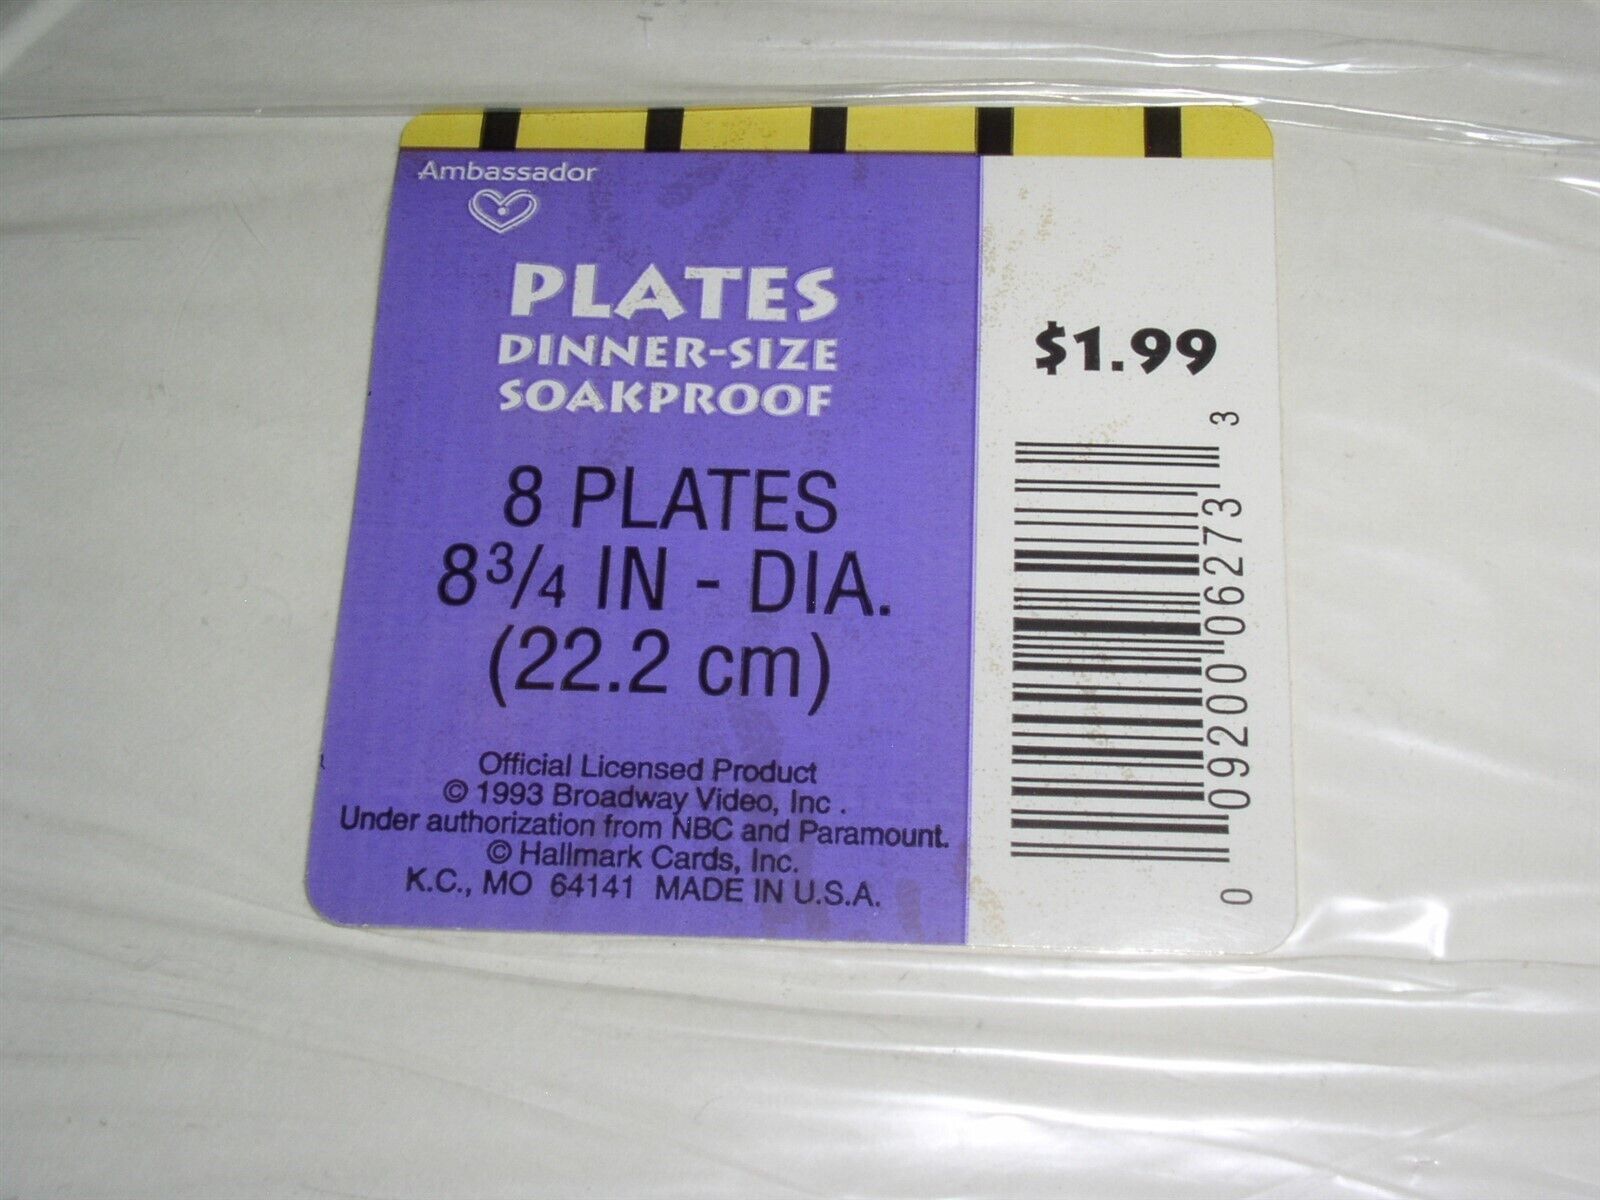 Ambassador
PLATES
DINNER-SIZE
SOAKPROOF
8 PLATES
8 3/4 IN - DIA.
(22.2 cm)
Official Licensed Product
© 1993 Broadway Video, Inc .
Under authorization from NBC and Paramount.
© Hallmark Cards, Inc.
K.C., MO 64141 MADE IN U.S.A.
$1.99
0 09200 06273 3